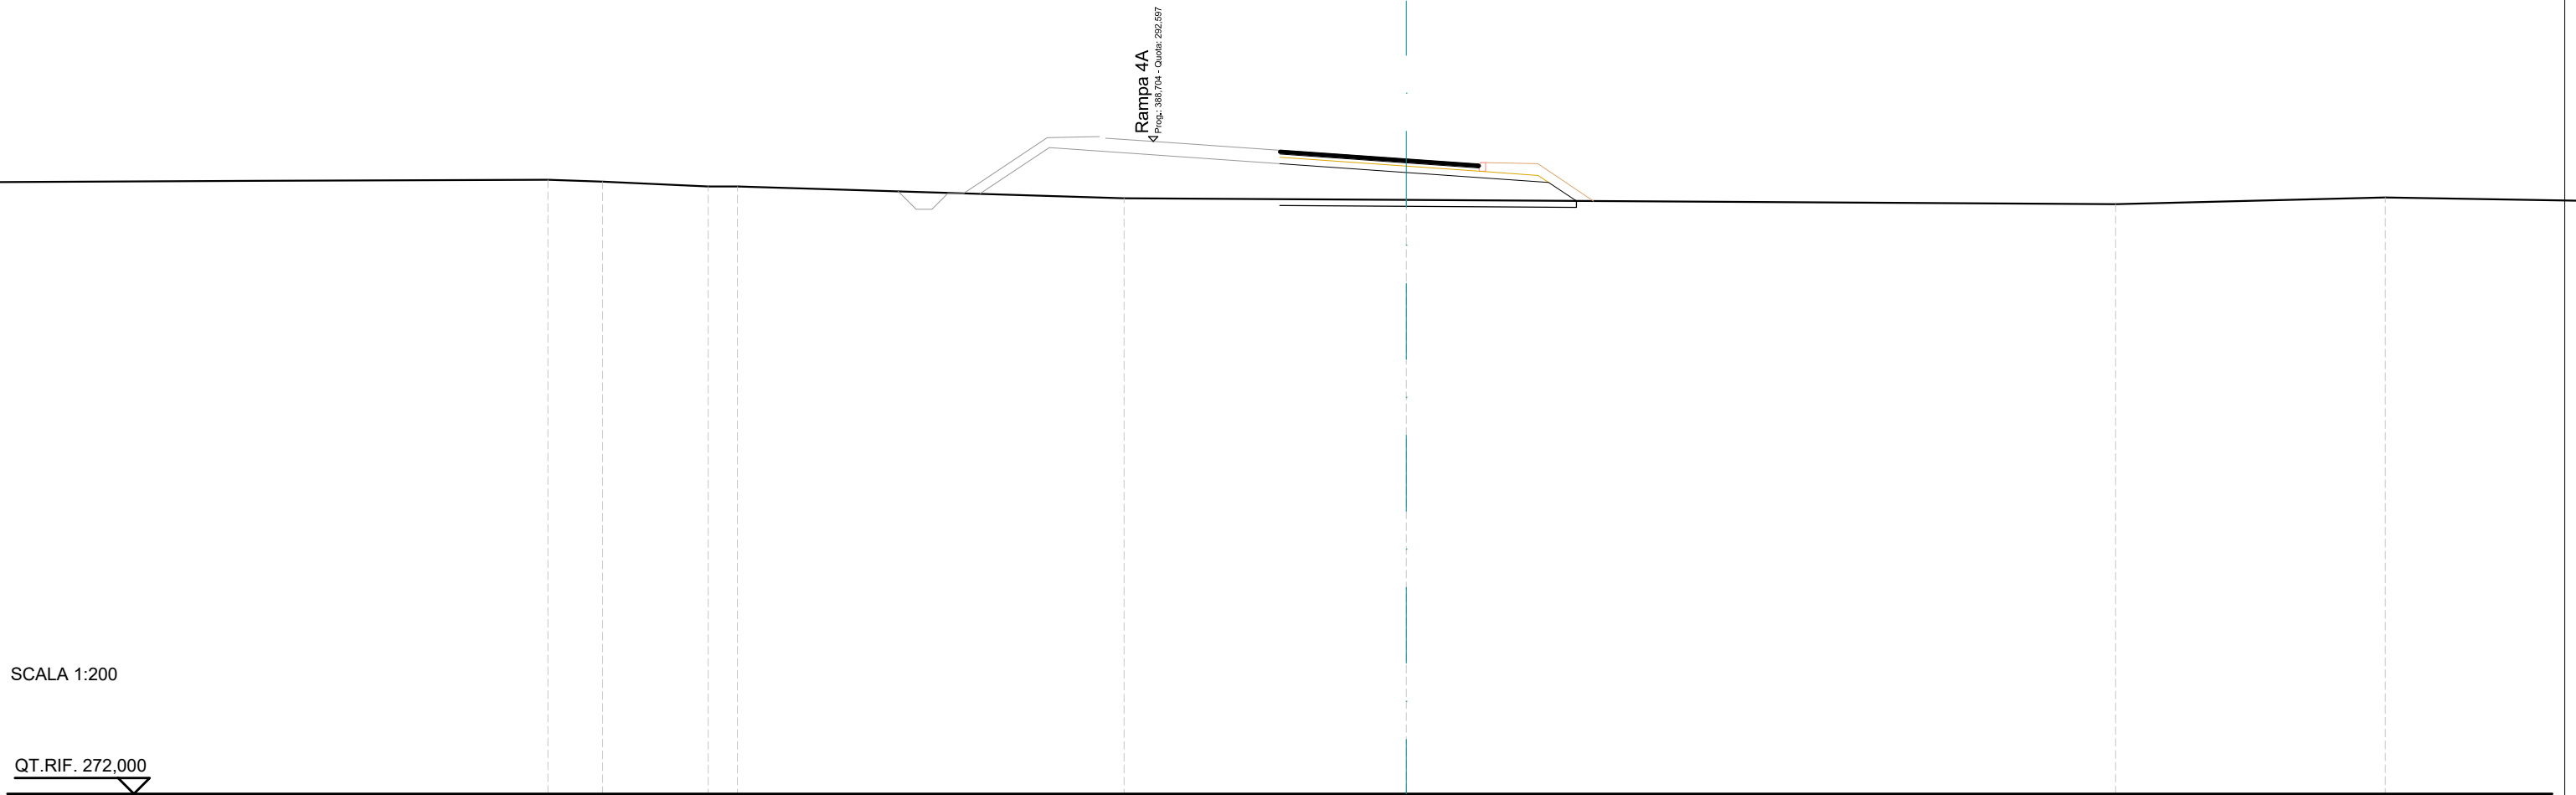 Rampa 4A
Prog.: 388,704 - Quota: 292,597
SCALA 1:200
QT.RIF. 272,000